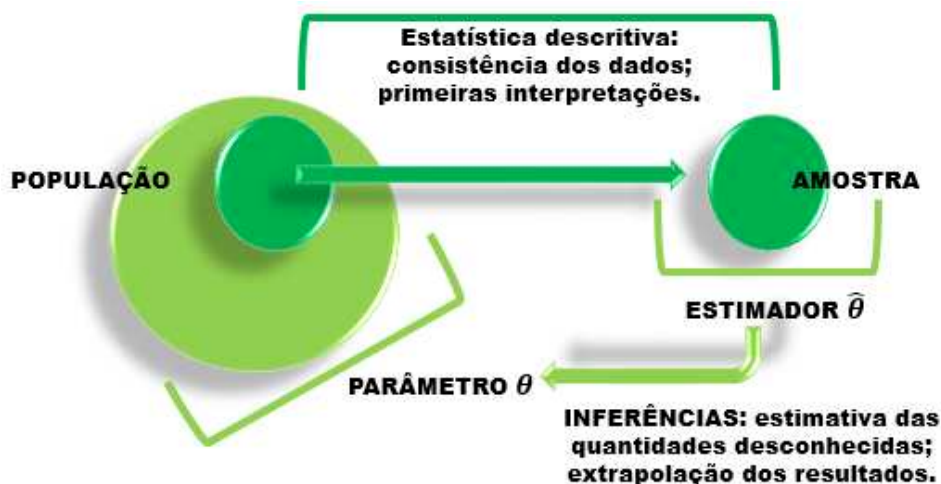 Estatística descritiva:
consistência dos dados;
primeiras interpretações.
POPULAÇÃO
AMOSTRA
ESTIMADOR θ̂
PARÂMETRO θ
INFERÊNCIAS: estimativa das
quantidades desconhecidas;
extrapolação dos resultados.